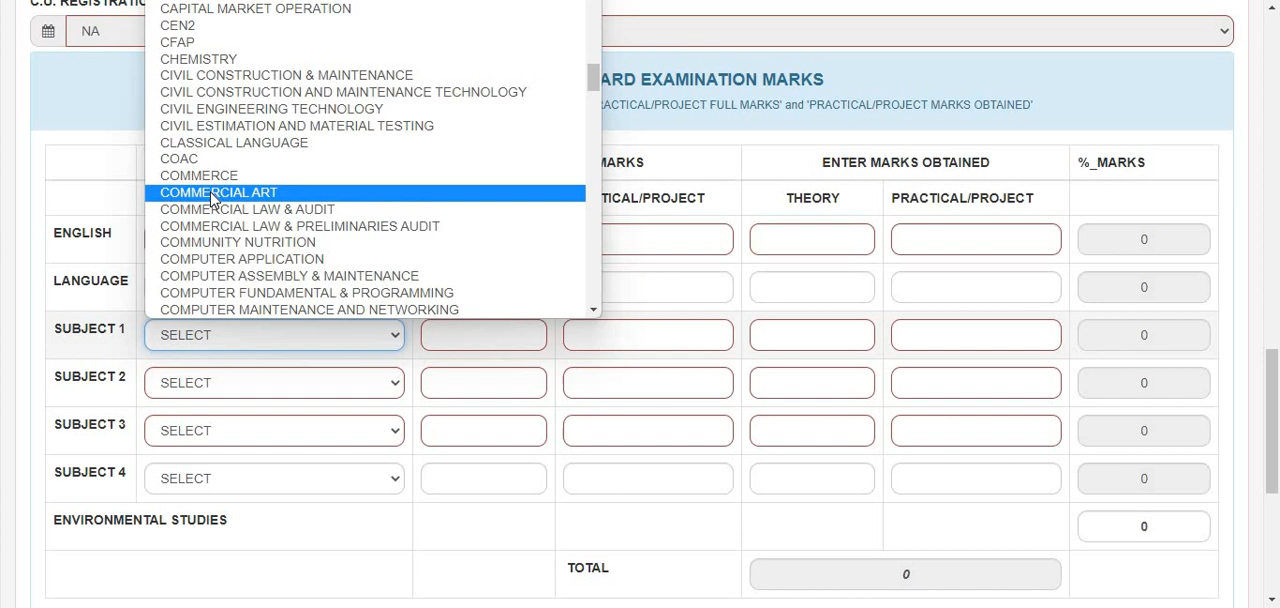 C.U. REGISTRATIO
NA
CAPITAL MARKET OPERATION
CEN2
CFAP
CHEMISTRY
CIVIL CONSTRUCTION & MAINTENANCE
CIVIL CONSTRUCTION AND MAINTENANCE TECHNOLOGY
CIVIL ENGINEERING TECHNOLOGY
CIVIL ESTIMATION AND MATERIAL TESTING
CLASSICAL LANGUAGE
COAC
COMMERCE
COMMERCIAL ART
COMMERCIAL LAW & AUDIT
COMMERCIAL LAW & PRELIMINARIES AUDIT
COMMUNITY NUTRITION
COMPUTER APPLICATION
COMPUTER ASSEMBLY & MAINTENANCE
COMPUTER FUNDAMENTAL & PROGRAMMING
COMPUTER MAINTENANCE AND NETWORKING
ARD EXAMINATION MARKS
RACTICAL/PROJECT FULL MARKS' and 'PRACTICAL/PROJECT MARKS OBTAINED'
MARKS ENTER MARKS OBTAINED %_MARKS
TICAL/PROJECT THEORY PRACTICAL/PROJECT
ENGLISH 0
LANGUAGE 0
SUBJECT 1 SELECT 0
SUBJECT 2 SELECT 0
SUBJECT 3 SELECT 0
SUBJECT 4 SELECT 0
ENVIRONMENTAL STUDIES 0
TOTAL 0